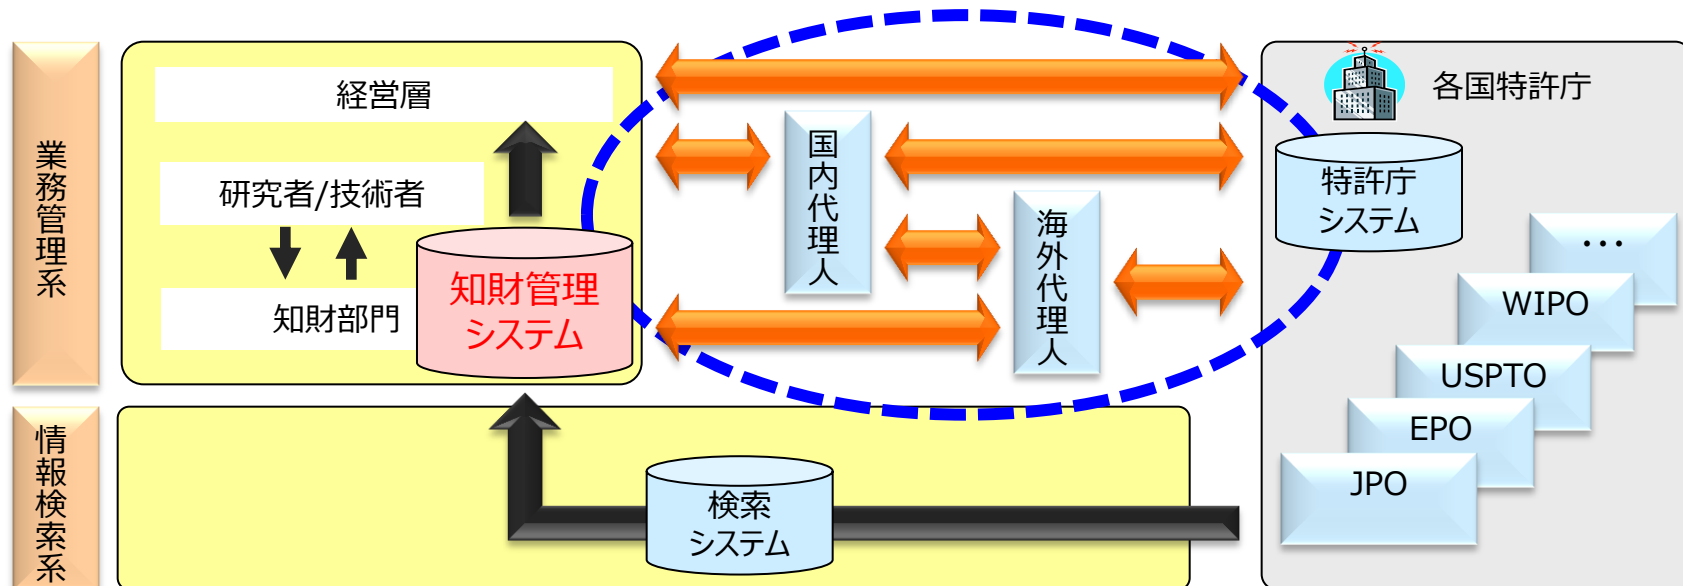 業務管理系
経営層
研究者/技術者
知財部門
知財管理
システム
国内代理人
海外代理人
各国特許庁
特許庁
システム
…
WIPO
USPTO
EPO
JPO
情報検索系
検索
システム